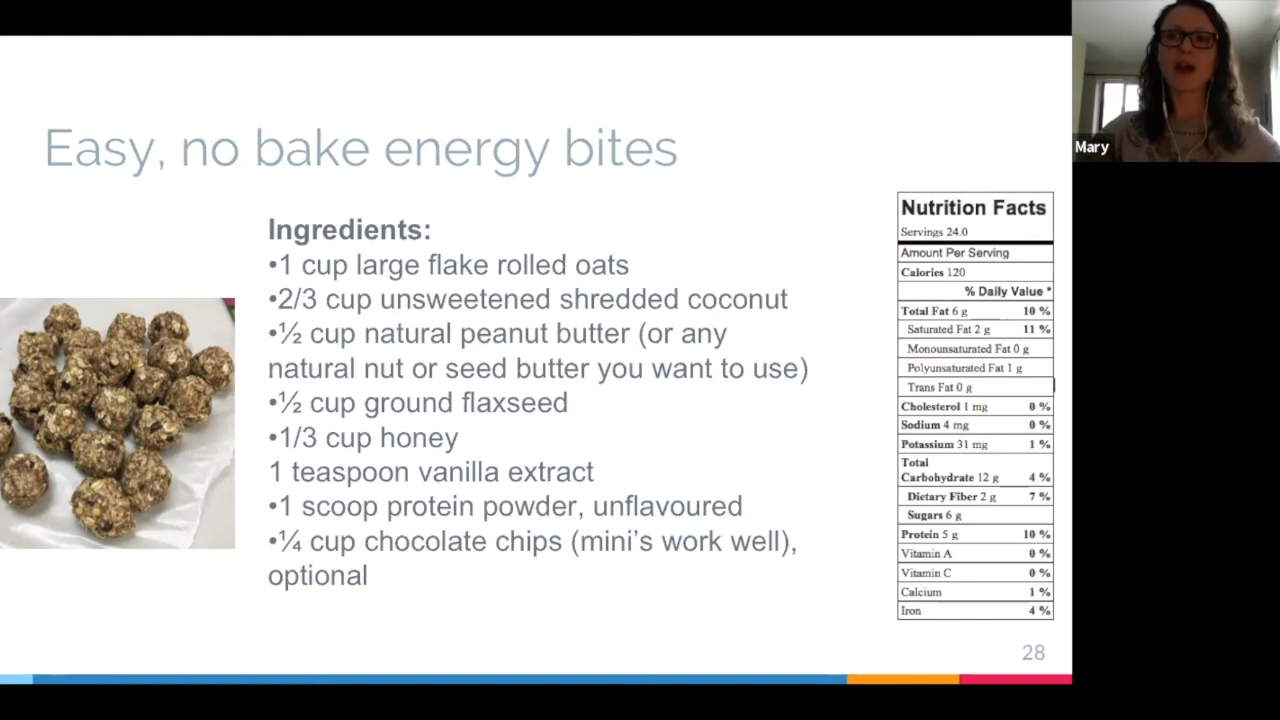 Easy, no bake energy bites
Ingredients:
•1 cup large flake rolled oats
•2/3 cup unsweetened shredded coconut
•½ cup natural peanut butter (or any
natural nut or seed butter you want to use)
•½ cup ground flaxseed
•1/3 cup honey
1 teaspoon vanilla extract
•1 scoop protein powder, unflavoured
•¼ cup chocolate chips (mini's work well),
optional
Nutrition Facts
Servings 24.0
Amount Per Serving
Calories 120
% Daily Value *
Total Fat 6 g 10 %
Saturated Fat 2 g 11 %
Monounsaturated Fat 0 g
Polyunsaturated Fat 1 g
Trans Fat 0 g
Cholesterol 1 mg 0 %
Sodium 4 mg 0 %
Potassium 31 mg 1 %
Total
Carbohydrate 12 g 4 %
Dietary Fiber 2 g 7 %
Sugars 6 g
Protein 5 g 10 %
Vitamin A 0 %
Vitamin C 0 %
Calcium 1 %
Iron 4 %
28
Mary